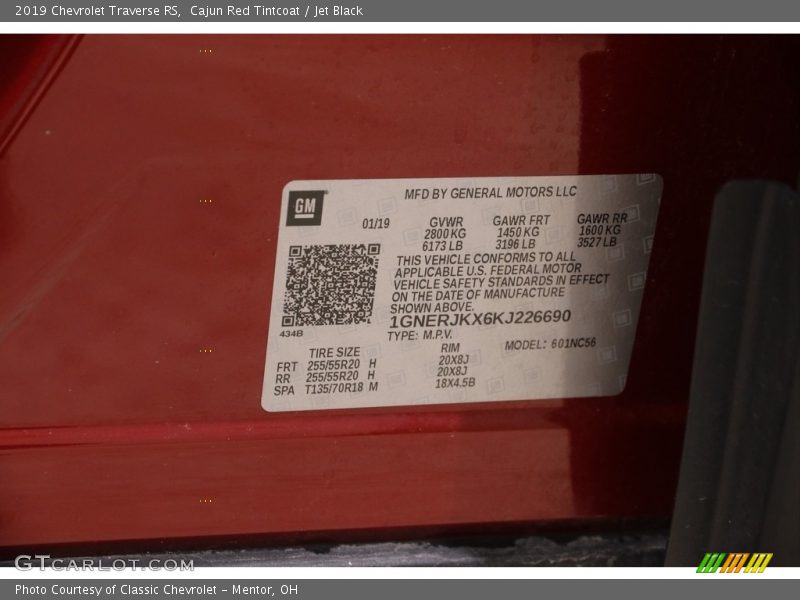 2019 Chevrolet Traverse RS, Cajun Red Tintcoat / Jet Black
MFD BY GENERAL MOTORS LLC
GM
01/19 GVWR GAWR FRT GAWR RR
2800 KG 1450 KG 1600 KG
6173 LB 3196 LB 3527 LB
THIS VEHICLE CONFORMS TO ALL
APPLICABLE U.S. FEDERAL MOTOR
VEHICLE SAFETY STANDARDS IN EFFECT
ON THE DATE OF MANUFACTURE
SHOWN ABOVE.
1GNERJKX6KJ226690
434B
TYPE: M.P.V. MODEL: 601NC56
TIRE SIZE RIM
FRT 255/55R20 H 20X8J
RR 255/55R20 H 20X8J
SPA T135/70R18 M 18X4.5B
GTCARLOT.COM
Photo Courtesy of Classic Chevrolet - Mentor, OH